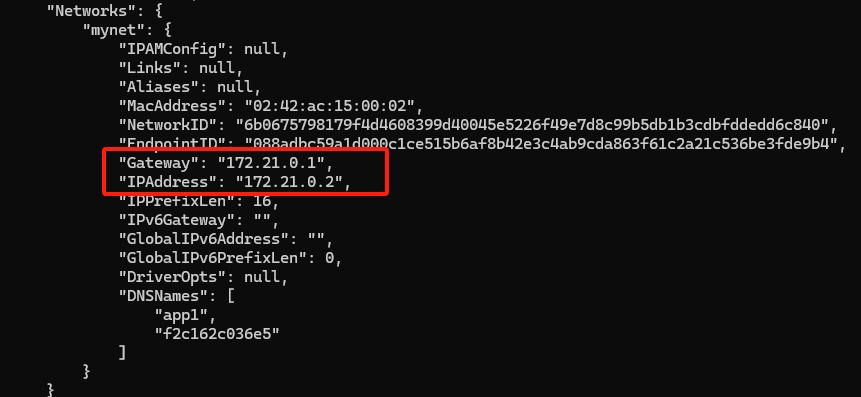 "Networks": {
"mynet": {
"IPAMConfig": null,
"Links": null,
"Aliases": null,
"MacAddress": "02:42:ac:15:00:02",
"NetworkID": "6b0675798179f4d4608399d40045e5226f49e7d8c99b5db1b3cdbfddedd6c840",
"EndpointID": "088adbc59a1d000c1ce515b6af8b42e3c4ab9cda863f61c2a21c536be3fde9b4",
"Gateway": "172.21.0.1",
"IPAddress": "172.21.0.2",
"IPPrefixLen": 16,
"IPv6Gateway": "",
"GlobalIPv6Address": "",
"GlobalIPv6PrefixLen": 0,
"DriverOpts": null,
"DNSNames": [
"app1",
"f2c162c036e5"
]
}
}